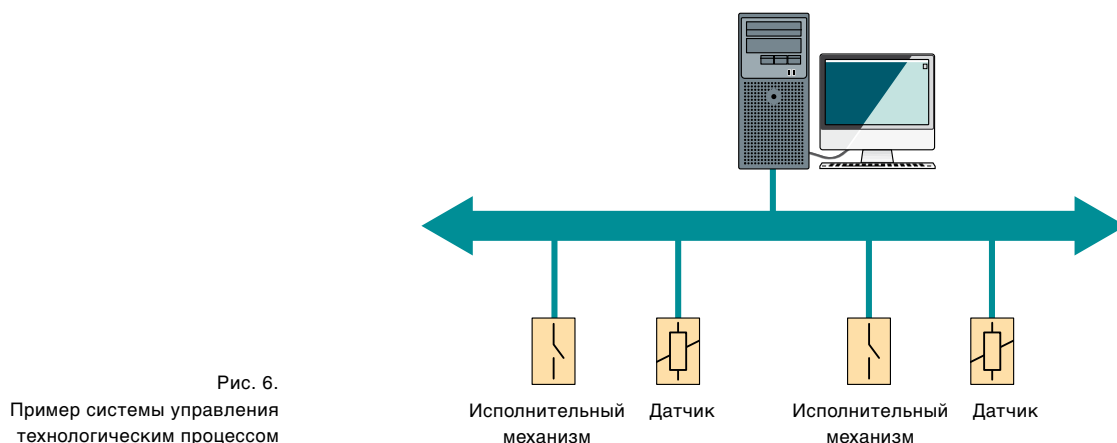 Рис. 6.
Пример системы управления
технологическим процессом
Исполнительный
механизм
Датчик
Исполнительный
механизм
Датчик